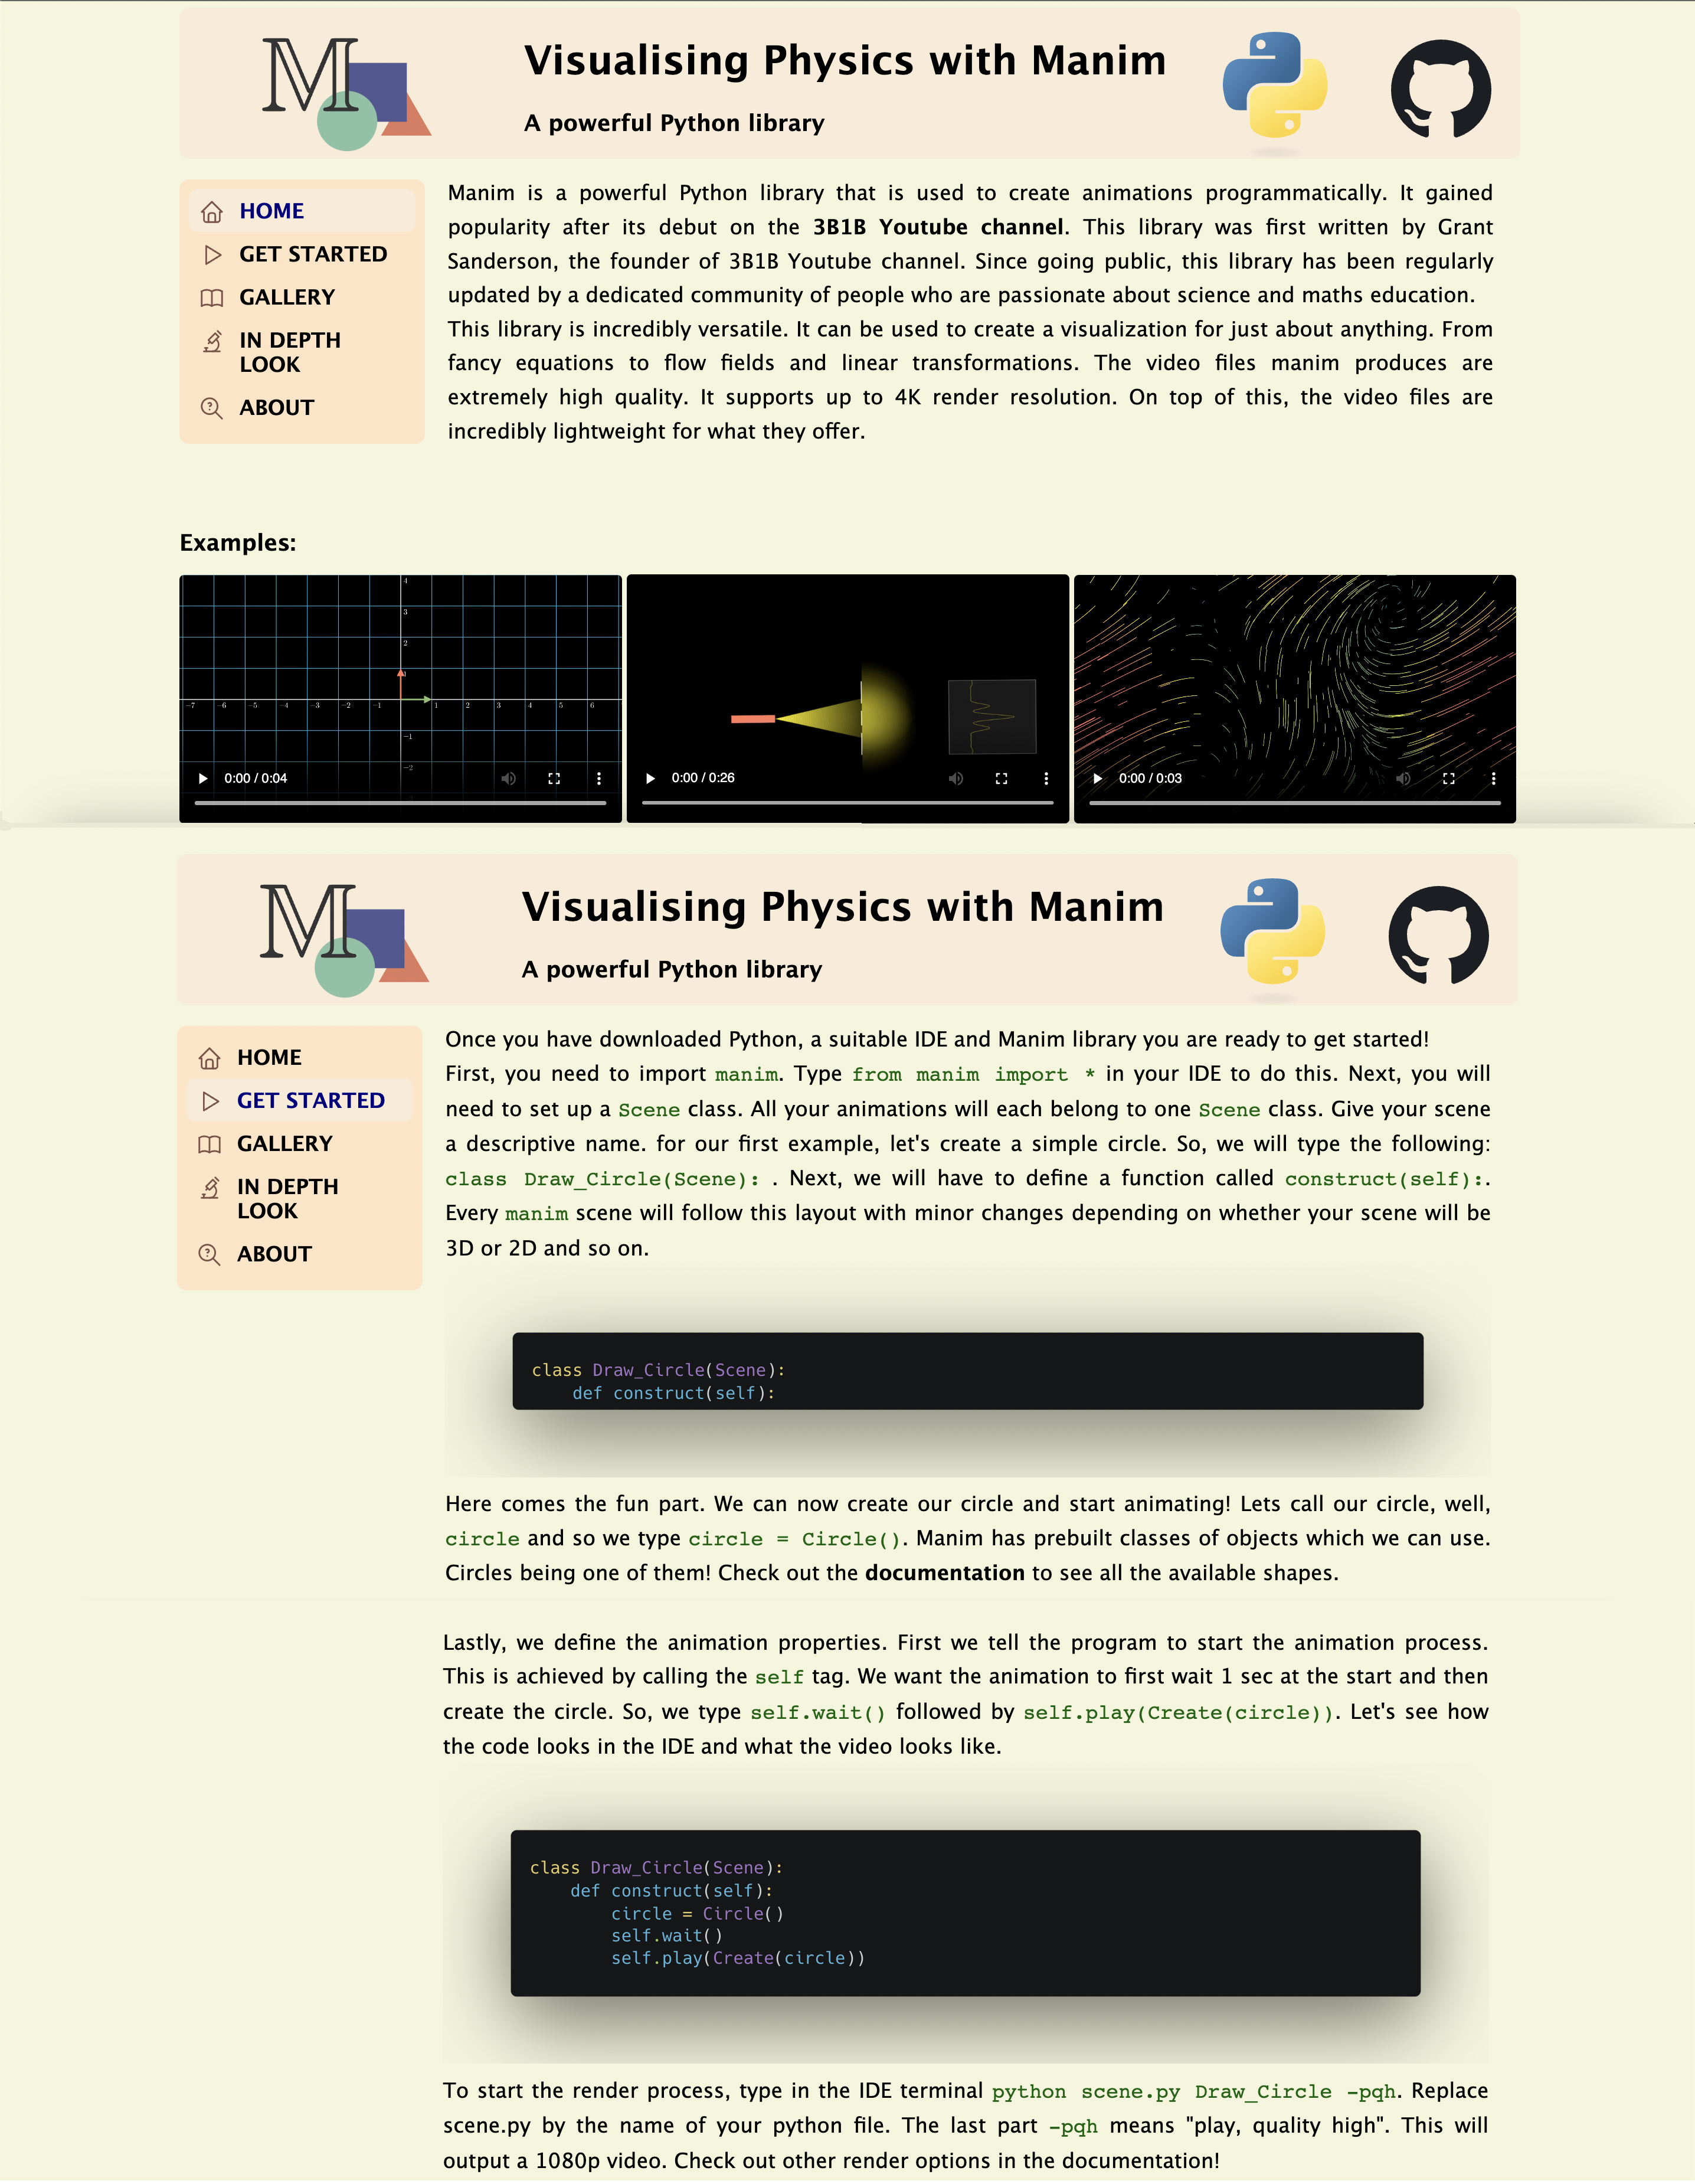 M
Visualising Physics with Manim
A powerful Python library
HOME
GET STARTED
GALLERY
IN DEPTH
LOOK
ABOUT
Manim is a powerful Python library that is used to create animations programmatically. It gained
popularity after its debut on the 3B1B Youtube channel. This library was first written by Grant
Sanderson, the founder of 3B1B Youtube channel. Since going public, this library has been regularly
updated by a dedicated community of people who are passionate about science and maths education.
This library is incredibly versatile. It can be used to create a visualization for just about anything. From
fancy equations to flow fields and linear transformations. The video files manim produces are
extremely high quality. It supports up to 4K render resolution. On top of this, the video files are
incredibly lightweight for what they offer.
Examples:
4
3
2
1
-7 -6 -5 -4 -3 -2 -1 1 2 3 4 5 6
-1
-2
0:00 / 0:04
0:00 / 0:26
0:00 / 0:03
M
Visualising Physics with Manim
A powerful Python library
HOME
GET STARTED
GALLERY
IN DEPTH
LOOK
ABOUT
Once you have downloaded Python, a suitable IDE and Manim library you are ready to get started!
First, you need to import manim. Type from manim import * in your IDE to do this. Next, you will
need to set up a Scene class. All your animations will each belong to one Scene class. Give your scene
a descriptive name. for our first example, let's create a simple circle. So, we will type the following:
class Draw_Circle(Scene): . Next, we will have to define a function called construct(self):.
Every manim scene will follow this layout with minor changes depending on whether your scene will be
3D or 2D and so on.
class Draw_Circle(Scene):
    def construct(self):
Here comes the fun part. We can now create our circle and start animating! Lets call our circle, well,
circle and so we type circle = Circle(). Manim has prebuilt classes of objects which we can use.
Circles being one of them! Check out the documentation to see all the available shapes.
Lastly, we define the animation properties. First we tell the program to start the animation process.
This is achieved by calling the self tag. We want the animation to first wait 1 sec at the start and then
create the circle. So, we type self.wait() followed by self.play(Create(circle)). Let's see how
the code looks in the IDE and what the video looks like.
class Draw_Circle(Scene):
    def construct(self):
        circle = Circle()
        self.wait()
        self.play(Create(circle))
To start the render process, type in the IDE terminal python scene.py Draw_Circle -pqh. Replace
scene.py by the name of your python file. The last part -pqh means "play, quality high". This will
output a 1080p video. Check out other render options in the documentation!